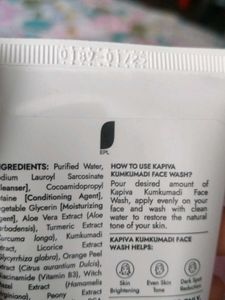 EPL
INGREDIENTS: Purified Water,
Sodium Lauroyl Sarcosinate
[Cleanser], Cocoamidopropyl
Betaine [Conditioning Agent],
Vegetable Glycerin [Moisturizing
Agent], Aloe Vera Extract (Aloe
barbadensis), Turmeric Extract
(Curcuma longa), Kumkumadi
Extract, Licorice Extract
(Glycyrrhiza glabra), Orange Peel
Extract (Citrus aurantium Dulcis),
Niacinamide (Vitamin B3), Witch
Hazel Extract (Hamamelis
virginiana), Peony
HOW TO USE KAPIVA
KUMKUMADI FACE WASH?
Pour desired amount of
Kapiva Kumkumadi Face
Wash, apply evenly on your
face and wash with clean
water to restore the natural
tone of your skin.
KAPIVA KUMKUMADI FACE
WASH HELPS:
Skin
Brightening
Even Skin
Tone
Dark Spot
Reduction